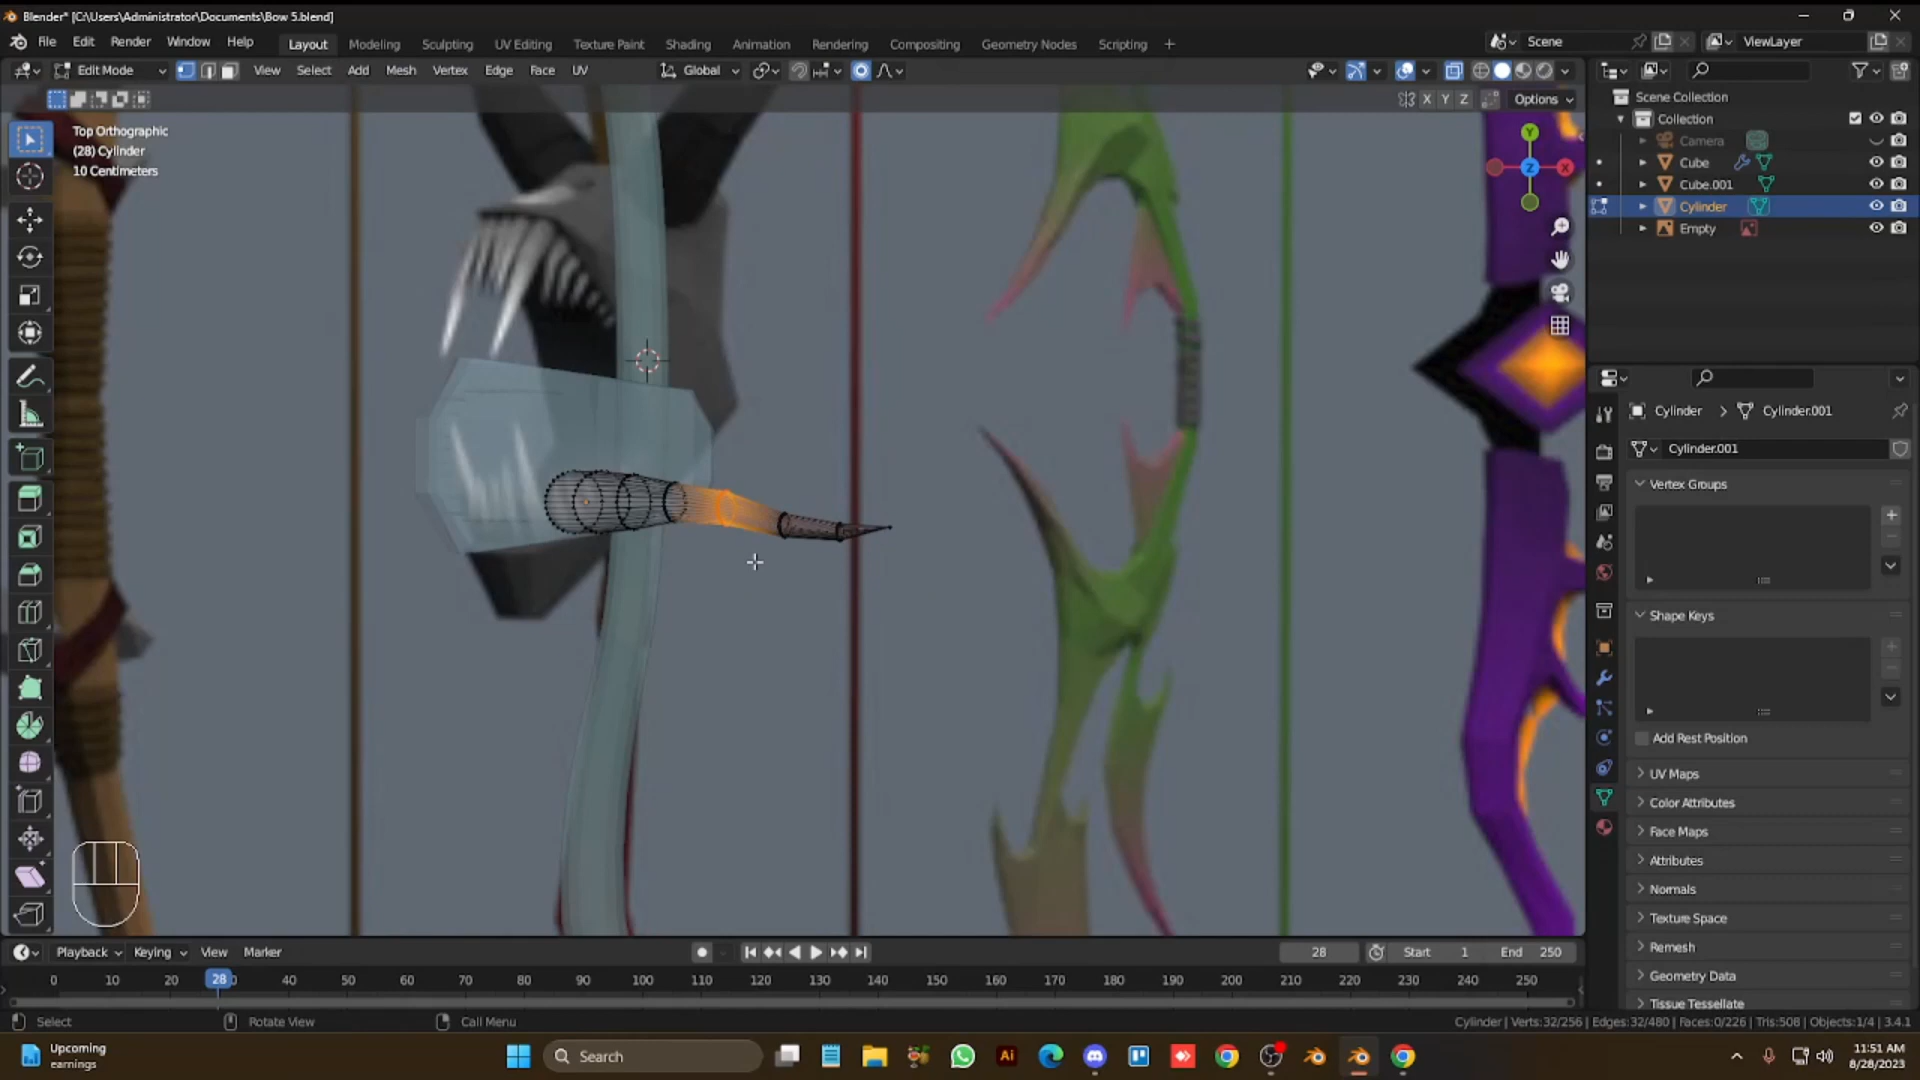 Blender* [C:\Users\Administrator\Documents\Bow 5.blend]
File Edit Render Window Help Layout Modeling Sculpting UV Editing Texture Paint Shading Animation Rendering Compositing Geometry Nodes Scripting + Scene ViewLayer
Edit Mode View Select Add Mesh Vertex Edge Face UV Global
X Y Z Options
Top Orthographic
(28) Cylinder
10 Centimeters
Y
Z X
Scene Collection
Collection
Camera
Cube
Cube.001
Cylinder
Empty
Cylinder > Cylinder.001
Cylinder.001
Vertex Groups
Shape Keys
Add Rest Position
UV Maps
Color Attributes
Face Maps
Attributes
Normals
Texture Space
Remesh
Geometry Data
Tissue Tessellate
Playback Keying View Marker 28 Start 1 End 250
0 10 20 28 40 50 60 70 80 90 100 110 120 130 140 150 160 170 180 190 200 210 220 230 240 250
Select Rotate View Call Menu Cylinder | Verts:32/256 | Edges:32/480 | Faces:0/226 | Tris:508 | Objects:1/4 | 3.4.1
Upcoming
earnings
Search
Ai
11:51 AM
8/28/2023